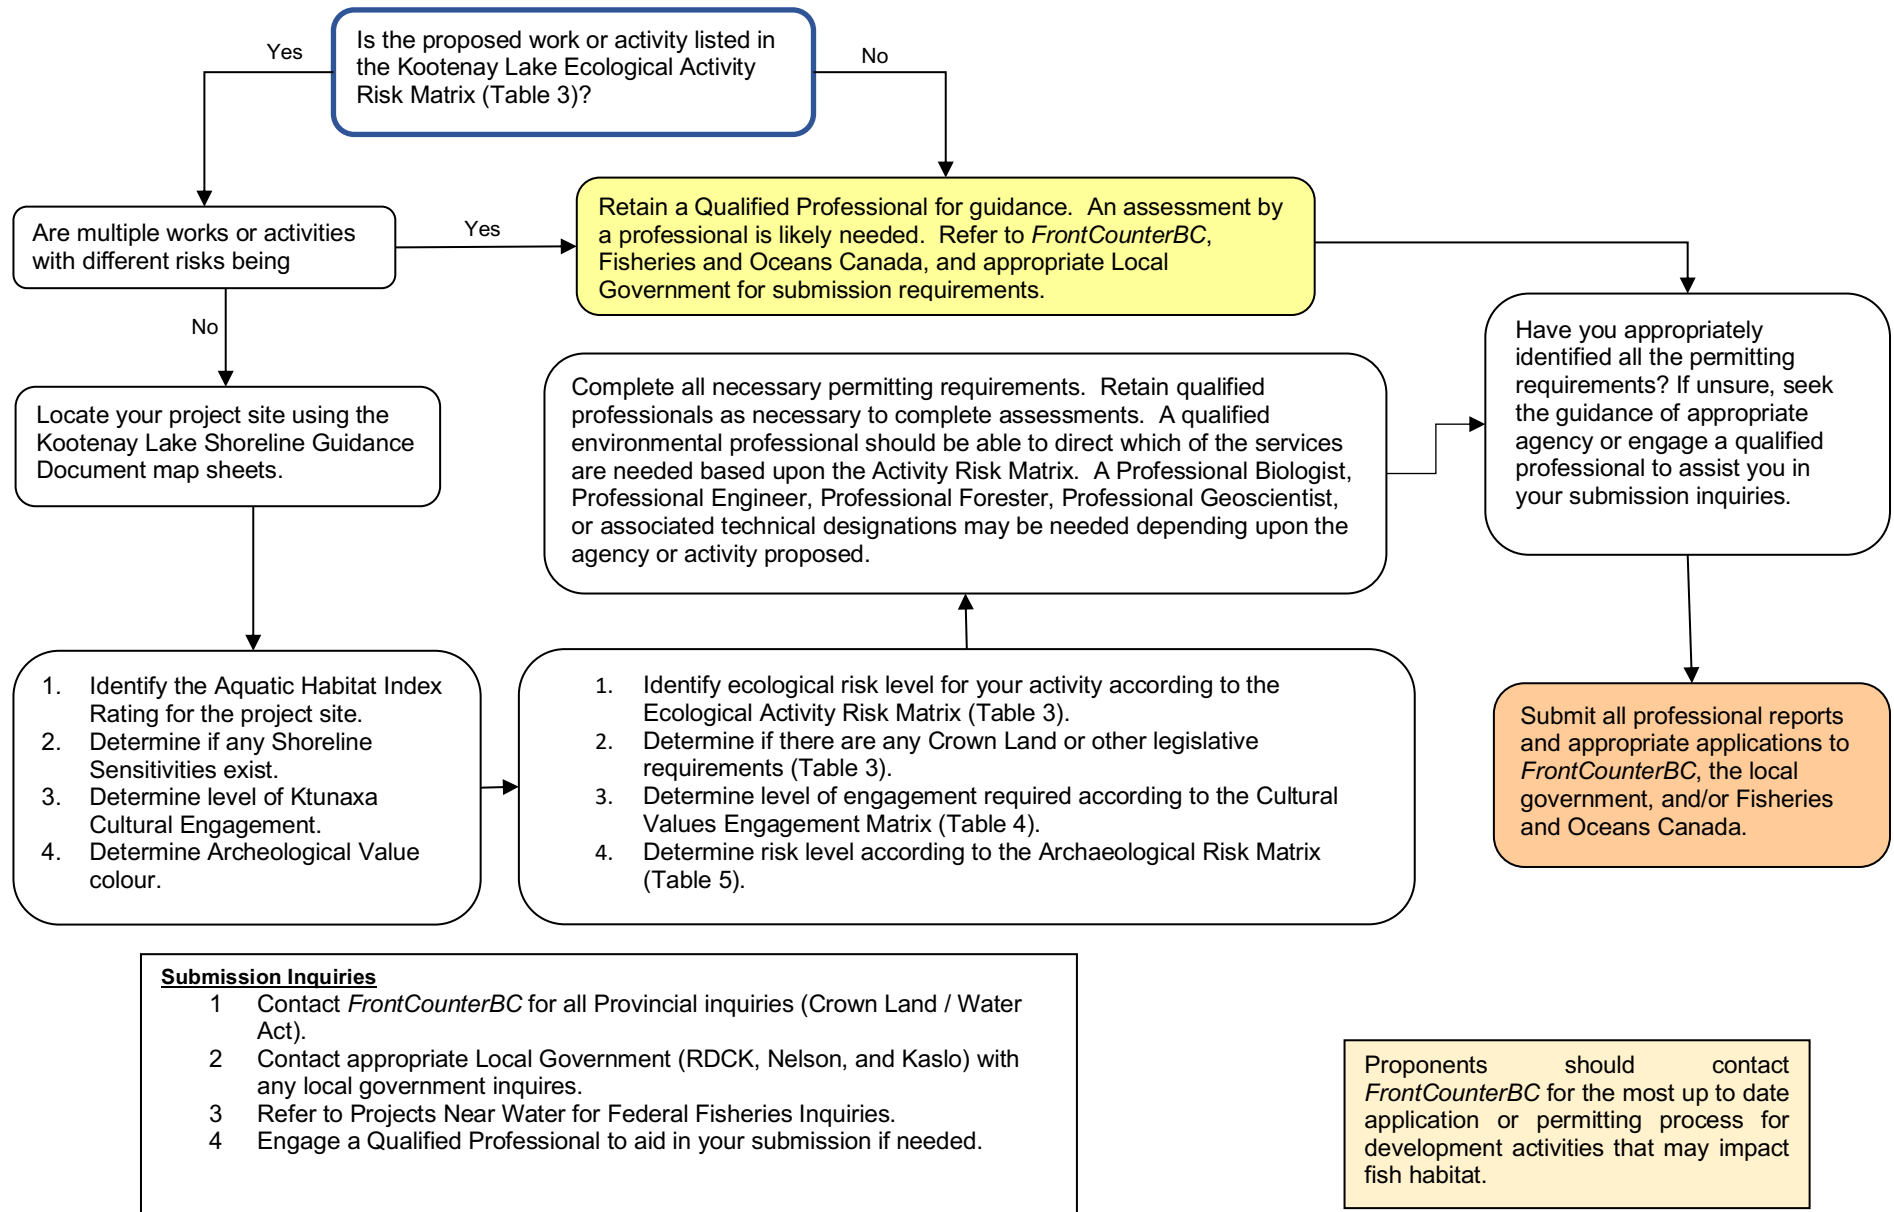 Is the proposed work or activity listed in
the Kootenay Lake Ecological Activity
Risk Matrix (Table 3)?
Yes
No
Are multiple works or activities
with different risks being
Yes
No
Retain a Qualified Professional for guidance.  An assessment by
a professional is likely needed.  Refer to FrontCounterBC,
Fisheries and Oceans Canada, and appropriate Local
Government for submission requirements.
Locate your project site using the
Kootenay Lake Shoreline Guidance
Document map sheets.
Complete all necessary permitting requirements.  Retain qualified
professionals as necessary to complete assessments.  A qualified
environmental professional should be able to direct which of the services
are needed based upon the Activity Risk Matrix.  A Professional Biologist,
Professional Engineer, Professional Forester, Professional Geoscientist,
or associated technical designations may be needed depending upon the
agency or activity proposed.
Have you appropriately
identified all the permitting
requirements? If unsure, seek
the guidance of appropriate
agency or engage a qualified
professional to assist you in
your submission inquiries.
1. Identify the Aquatic Habitat Index
Rating for the project site.
2. Determine if any Shoreline
Sensitivities exist.
3. Determine level of Ktunaxa
Cultural Engagement.
4. Determine Archeological Value
colour.
1. Identify ecological risk level for your activity according to the
Ecological Activity Risk Matrix (Table 3).
2. Determine if there are any Crown Land or other legislative
requirements (Table 3).
3. Determine level of engagement required according to the Cultural
Values Engagement Matrix (Table 4).
4. Determine risk level according to the Archaeological Risk Matrix
(Table 5).
Submit all professional reports
and appropriate applications to
FrontCounterBC, the local
government, and/or Fisheries
and Oceans Canada.
Submission Inquiries
1 Contact FrontCounterBC for all Provincial inquiries (Crown Land / Water
Act).
2 Contact appropriate Local Government (RDCK, Nelson, and Kaslo) with
any local government inquires.
3 Refer to Projects Near Water for Federal Fisheries Inquiries.
4 Engage a Qualified Professional to aid in your submission if needed.
Proponents should contact
FrontCounterBC for the most up to date
application or permitting process for
development activities that may impact
fish habitat.